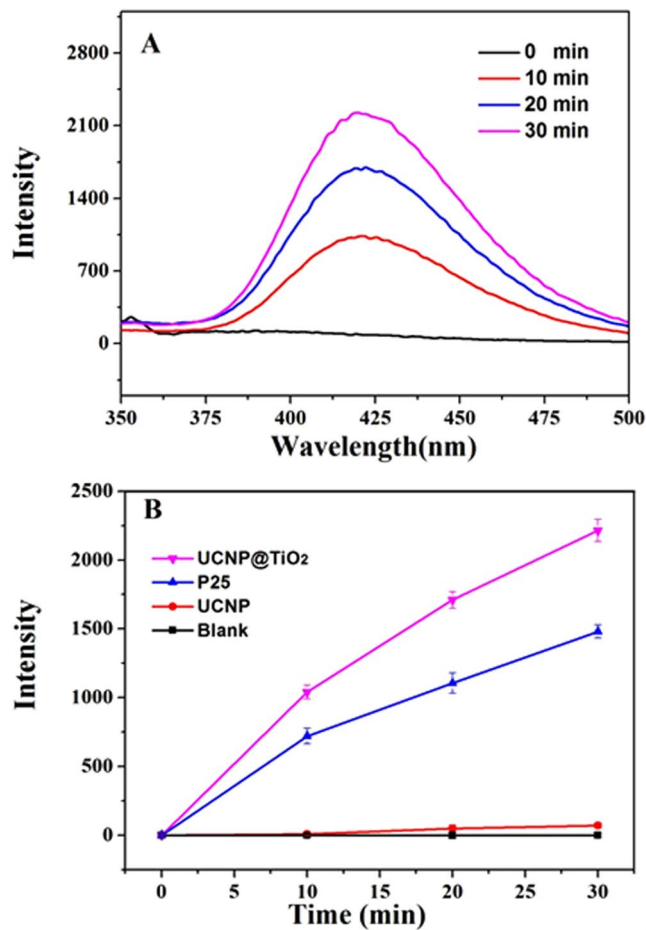 A
0 min
10 min
20 min
30 min
2800
2100
1400
700
0
Intensity
350 375 400 425 450 475 500
Wavelength(nm)
B
UCNP@TiO₂
P25
UCNP
Blank
2500
2000
1500
1000
500
0
Intensity
0 5 10 15 20 25 30
Time (min)